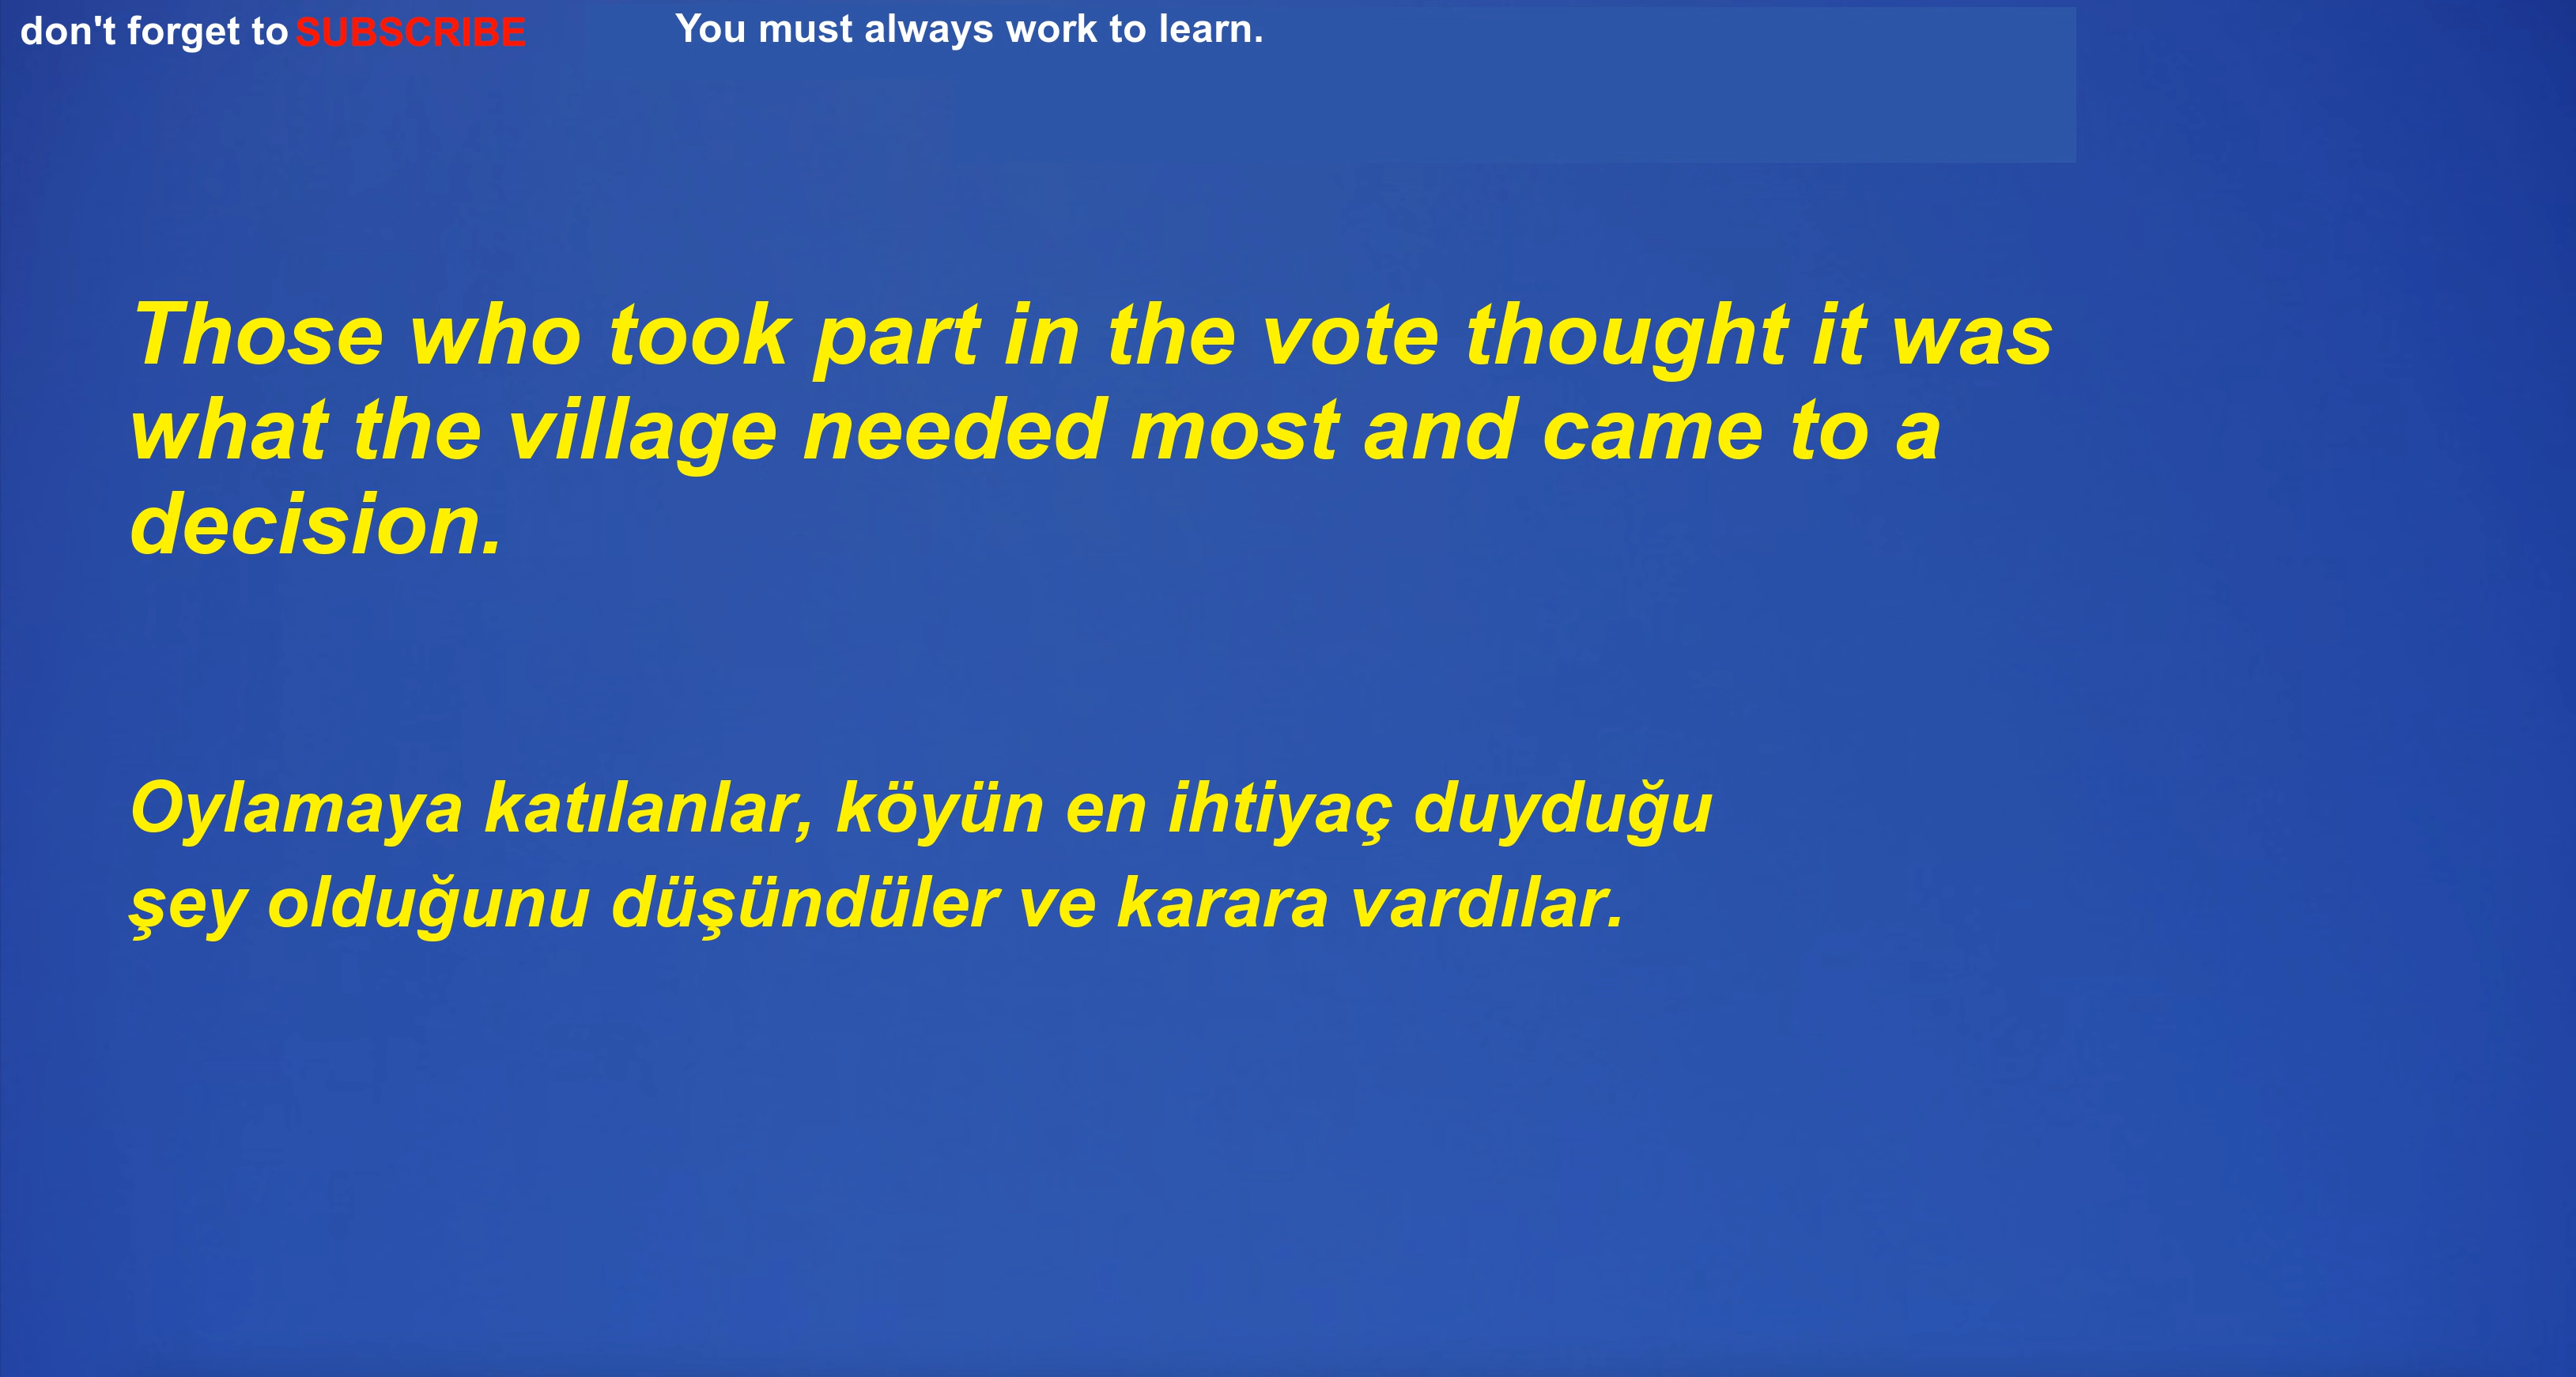 don't forget to SUBSCRIBE You must always work to learn.
Those who took part in the vote thought it was
what the village needed most and came to a
decision.
Oylamaya katılanlar, köyün en ihtiyaç duyduğu
şey olduğunu düşündüler ve karara vardılar.